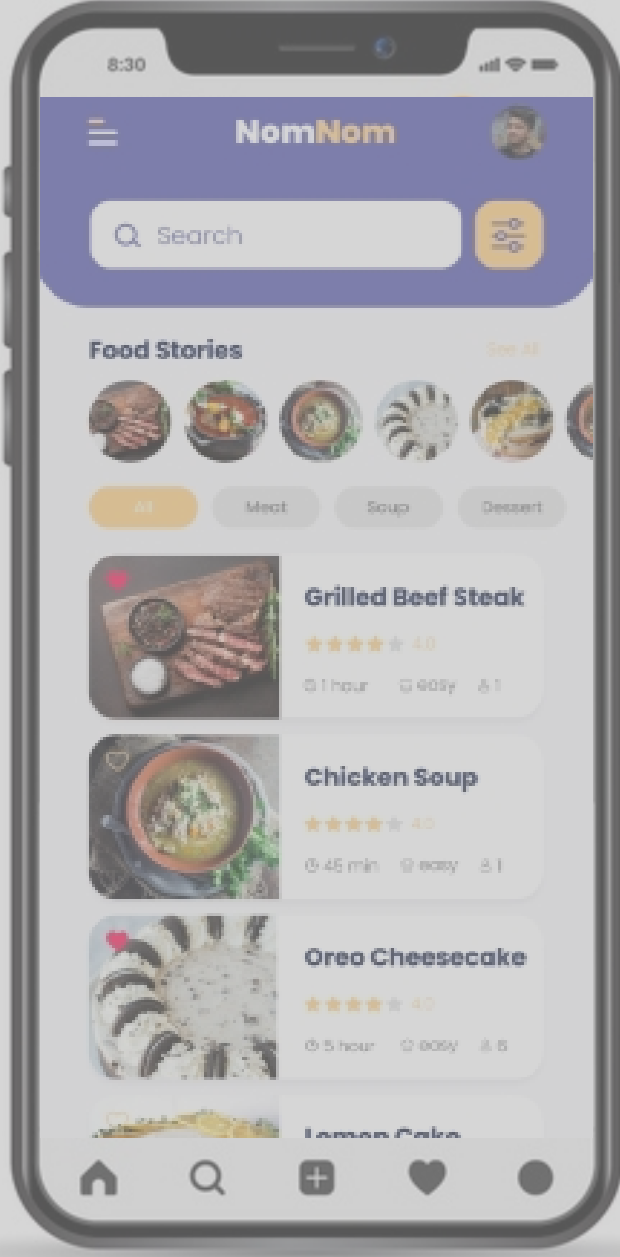 8:30
NomNom
Search
Food Stories
See All
All
Meat
Soup
Dessert
Grilled Beef Steak
4.0
1 hour easy 1
Chicken Soup
4.0
45 min easy 1
Oreo Cheesecake
4.0
5 hour easy 6
Lemon Cake